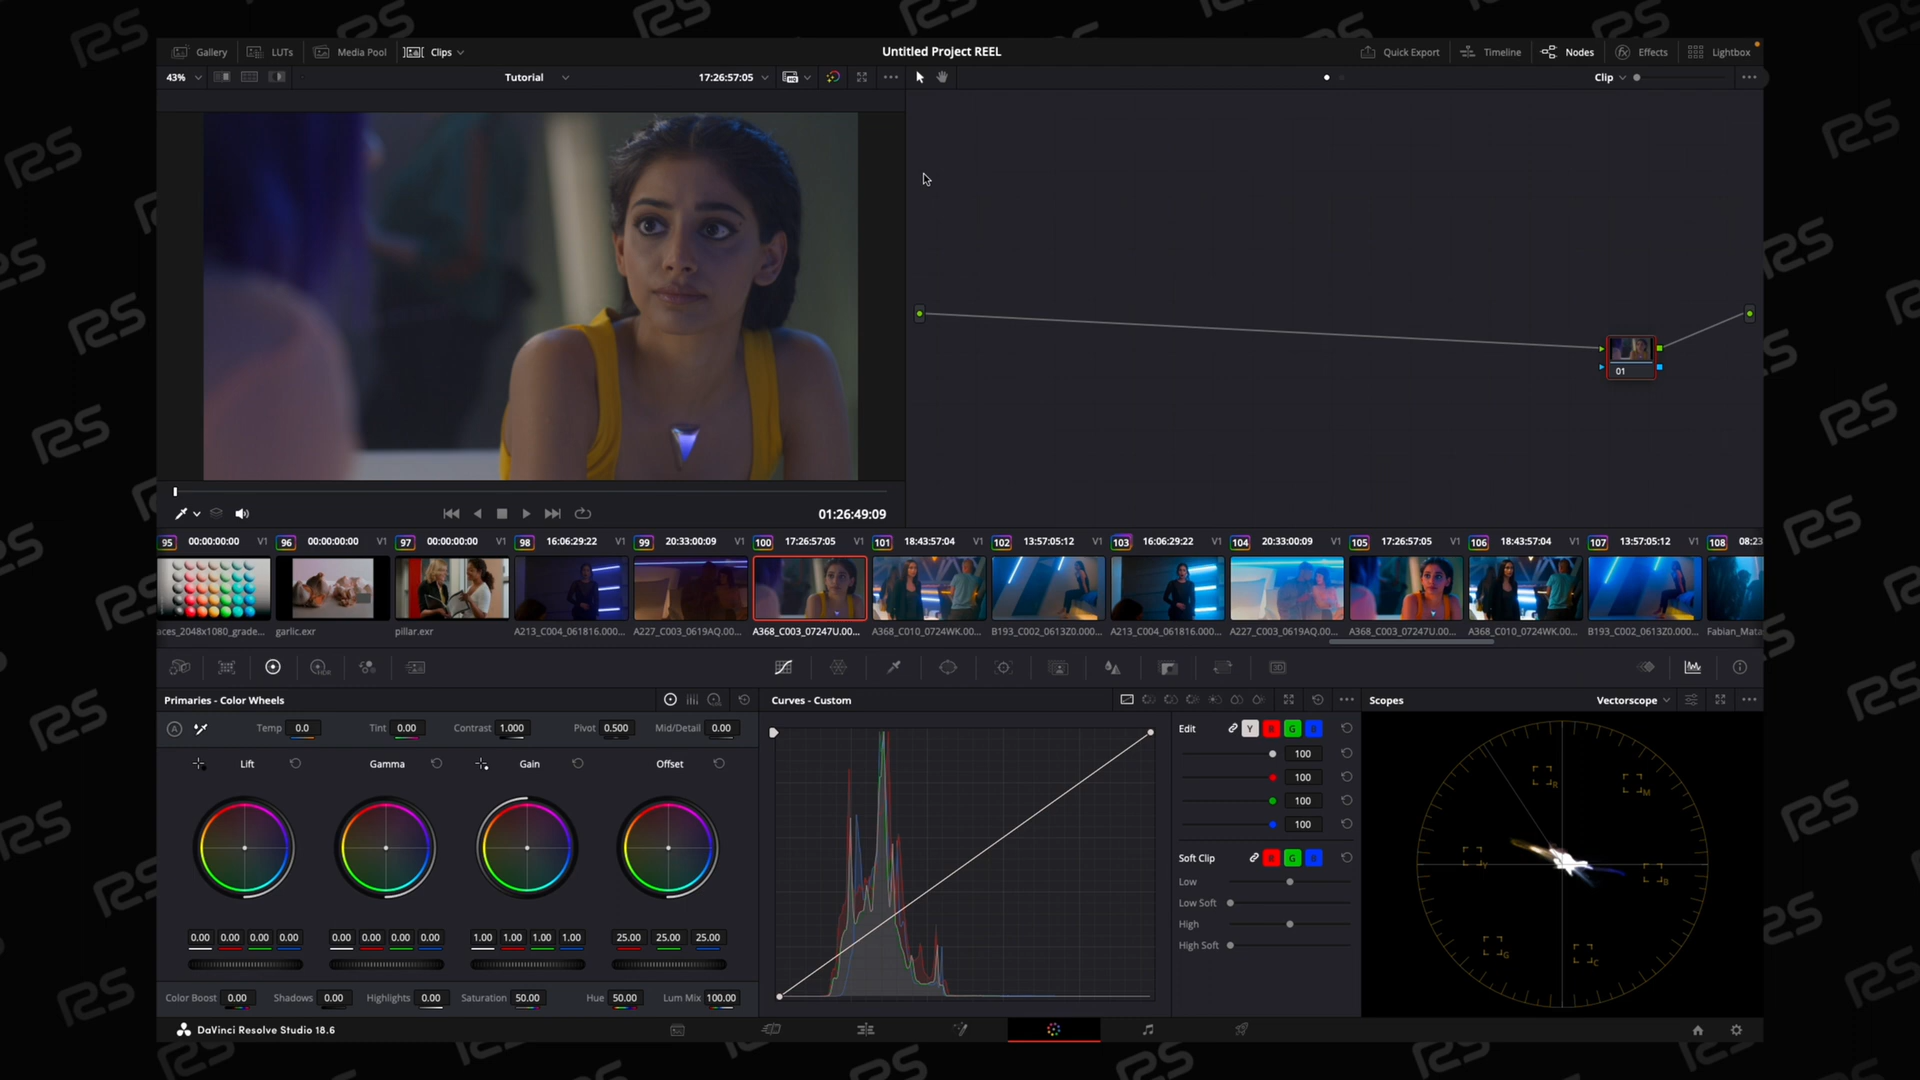 Gallery LUTs Media Pool Clips Untitled Project REEL Quick Export Timeline Nodes Effects Lightbox
43% Tutorial 17:26:57:05 Clip
01
01:26:49:09
95 00:00:00:00 V1 96 00:00:00:00 V1 97 00:00:00:00 V1 98 16:06:29:22 V1 99 20:33:00:09 V1 100 17:26:57:05 V1 101 18:43:57:04 V1 102 13:57:05:12 V1 103 16:06:29:22 V1 104 20:33:00:09 V1 105 17:26:57:05 V1 106 18:43:57:04 V1 107 13:57:05:12 V1 108 08:23
aces_2048x1080_grade... garlic.exr pillar.exr A213_C004_061816.000... A227_C003_0619AQ.00... A368_C003_07247U.00... A368_C010_0724WK.00... B193_C002_0613Z0.000... A213_C004_061816.000... A227_C003_0619AQ.00... A368_C003_07247U.00... A368_C010_0724WK.00... B193_C002_0613Z0.000... Fabian_Mata
Primaries - Color Wheels Curves - Custom Scopes Vectorscope
Temp 0.0 Tint 0.00 Contrast 1.000 Pivot 0.500 Mid/Detail 0.00 Edit Y R G B
100
100
100
100
Lift Gamma Gain Offset
R M Y B G C
Soft Clip R G B
Low
Low Soft
High
High Soft
0.00 0.00 0.00 0.00 0.00 0.00 0.00 0.00 1.00 1.00 1.00 1.00 25.00 25.00 25.00
Color Boost 0.00 Shadows 0.00 Highlights 0.00 Saturation 50.00 Hue 50.00 Lum Mix 100.00
DaVinci Resolve Studio 18.6